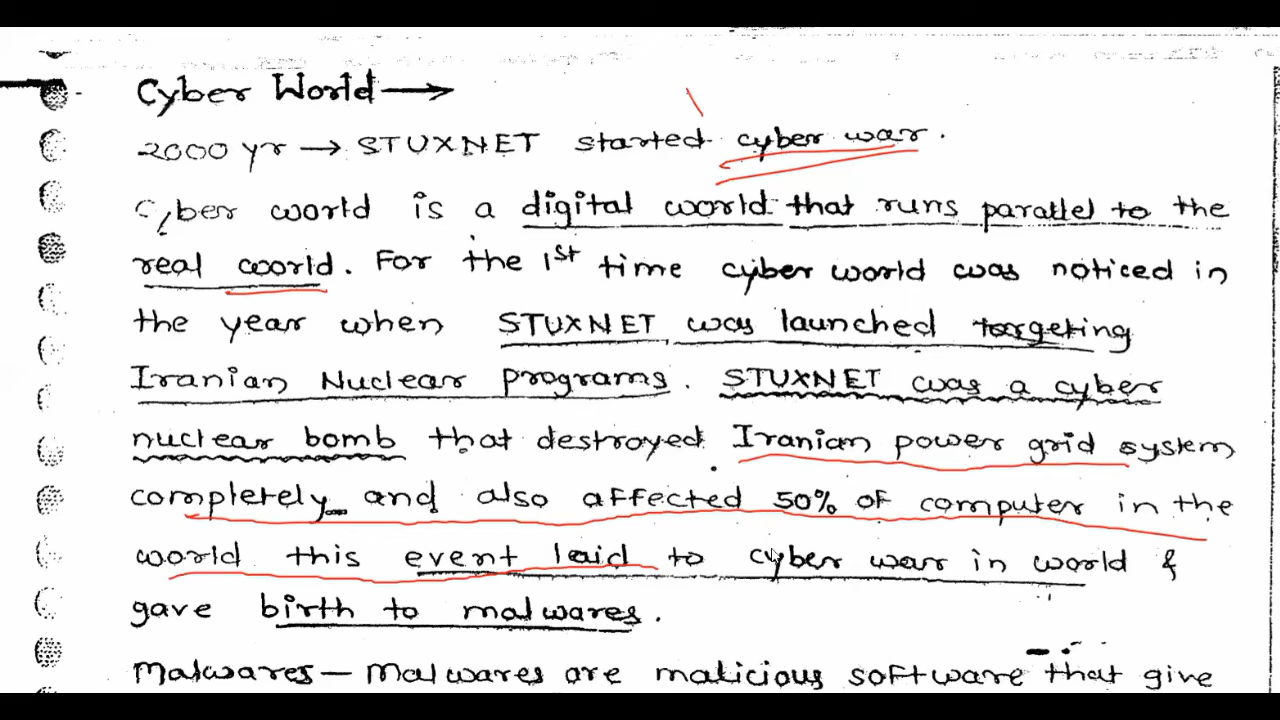 Cyber World →
2000 yr → STUXNET started cyber war.
Cyber world is a digital world that runs parallel to the
real world. For the 1st time cyber world was noticed in
the year when STUXNET was launched targeting
Iranian Nuclear programs. STUXNET was a cyber
nuclear bomb that destroyed Iranian power grid system
completely and also affected 50% of computer in the
world this event laid to cyber war in world &
gave birth to malwares.
Malwares — Malwares are malicious software that give